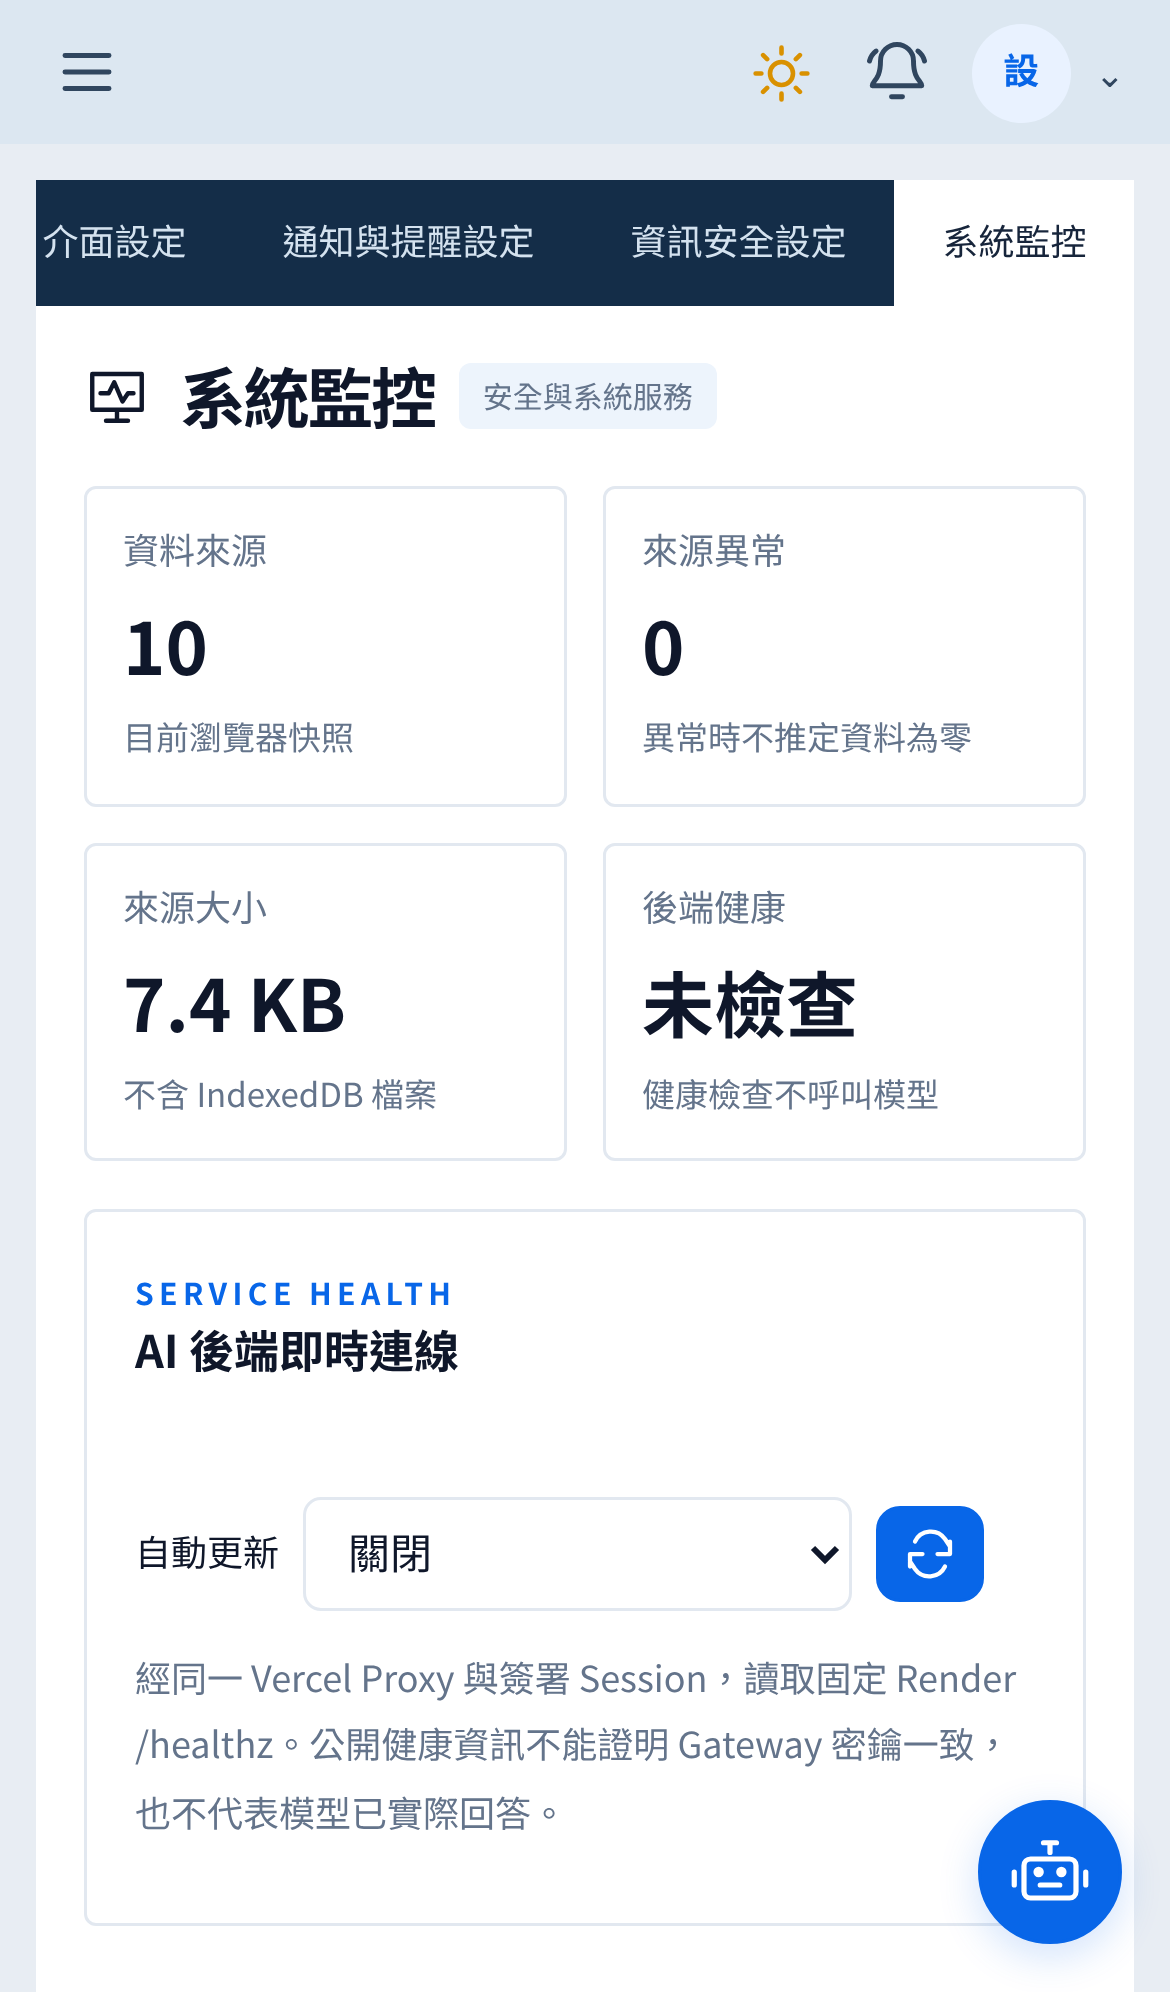 設
介面設定 通知與提醒設定 資訊安全設定 系統監控
系統監控 安全與系統服務
資料來源
10
目前瀏覽器快照
來源異常
0
異常時不推定資料為零
來源大小
7.4 KB
不含 IndexedDB 檔案
後端健康
未檢查
健康檢查不呼叫模型
SERVICE HEALTH
AI 後端即時連線
自動更新 關閉
經同一 Vercel Proxy 與簽署 Session，讀取固定 Render
/healthz。公開健康資訊不能證明 Gateway 密鑰一致，
也不代表模型已實際回答。